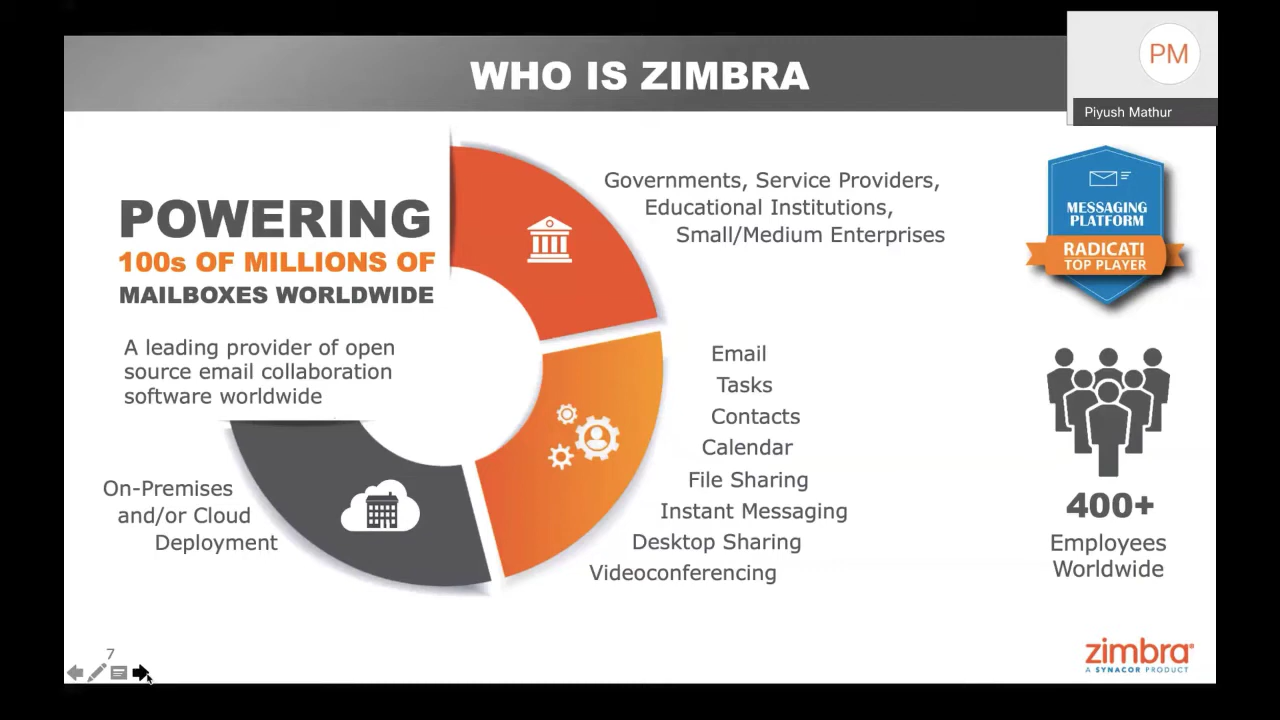 WHO IS ZIMBRA
PM
Piyush Mathur
POWERING
100s OF MILLIONS OF
MAILBOXES WORLDWIDE
A leading provider of open
source email collaboration
software worldwide
Governments, Service Providers,
Educational Institutions,
Small/Medium Enterprises
MESSAGING
PLATFORM
RADICATI
TOP PLAYER
Email
Tasks
Contacts
Calendar
File Sharing
Instant Messaging
Desktop Sharing
Videoconferencing
On-Premises
and/or Cloud
Deployment
400+
Employees
Worldwide
7
zimbra®
A SYNACOR PRODUCT